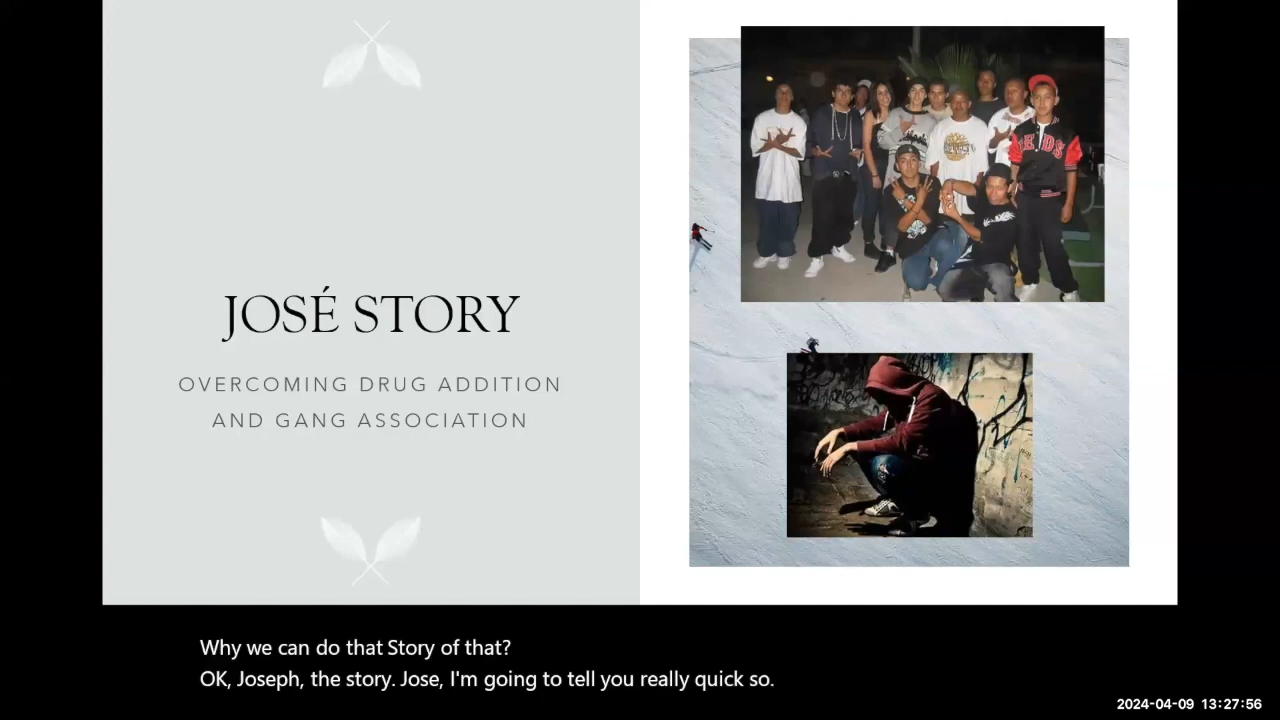 JOSÉ STORY
OVERCOMING DRUG ADDITION
AND GANG ASSOCIATION
Why we can do that Story of that?
OK, Joseph, the story. Jose, I'm going to tell you really quick so.
2024-04-09 13:27:56